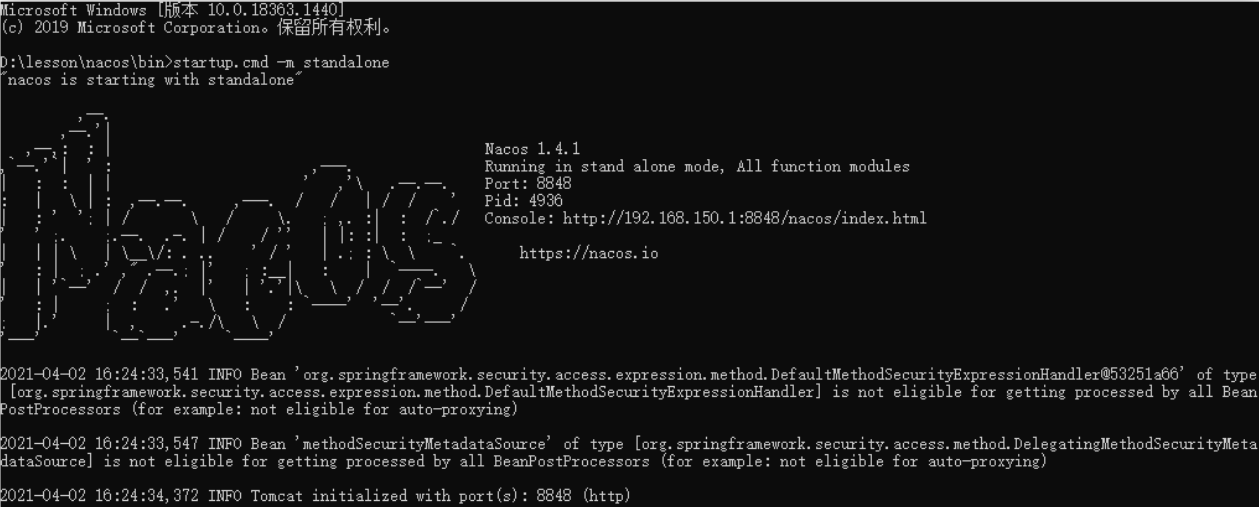 Microsoft Windows [版本 10.0.18363.1440]
(c) 2019 Microsoft Corporation。保留所有权利。
D:\lesson\nacos\bin>startup.cmd -m standalone
"nacos is starting with standalone"
Nacos 1.4.1
Running in stand alone mode, All function modules
Port: 8848
Pid: 4936
Console: http://192.168.150.1:8848/nacos/index.html
https://nacos.io
2021-04-02 16:24:33,541 INFO Bean 'org.springframework.security.access.expression.method.DefaultMethodSecurityExpressionHandler@53251a66' of type
[org.springframework.security.access.expression.method.DefaultMethodSecurityExpressionHandler] is not eligible for getting processed by all Bean
PostProcessors (for example: not eligible for auto-proxying)
2021-04-02 16:24:33,547 INFO Bean 'methodSecurityMetadataSource' of type [org.springframework.security.access.method.DelegatingMethodSecurityMeta
dataSource] is not eligible for getting processed by all BeanPostProcessors (for example: not eligible for auto-proxying)
2021-04-02 16:24:34,372 INFO Tomcat initialized with port(s): 8848 (http)